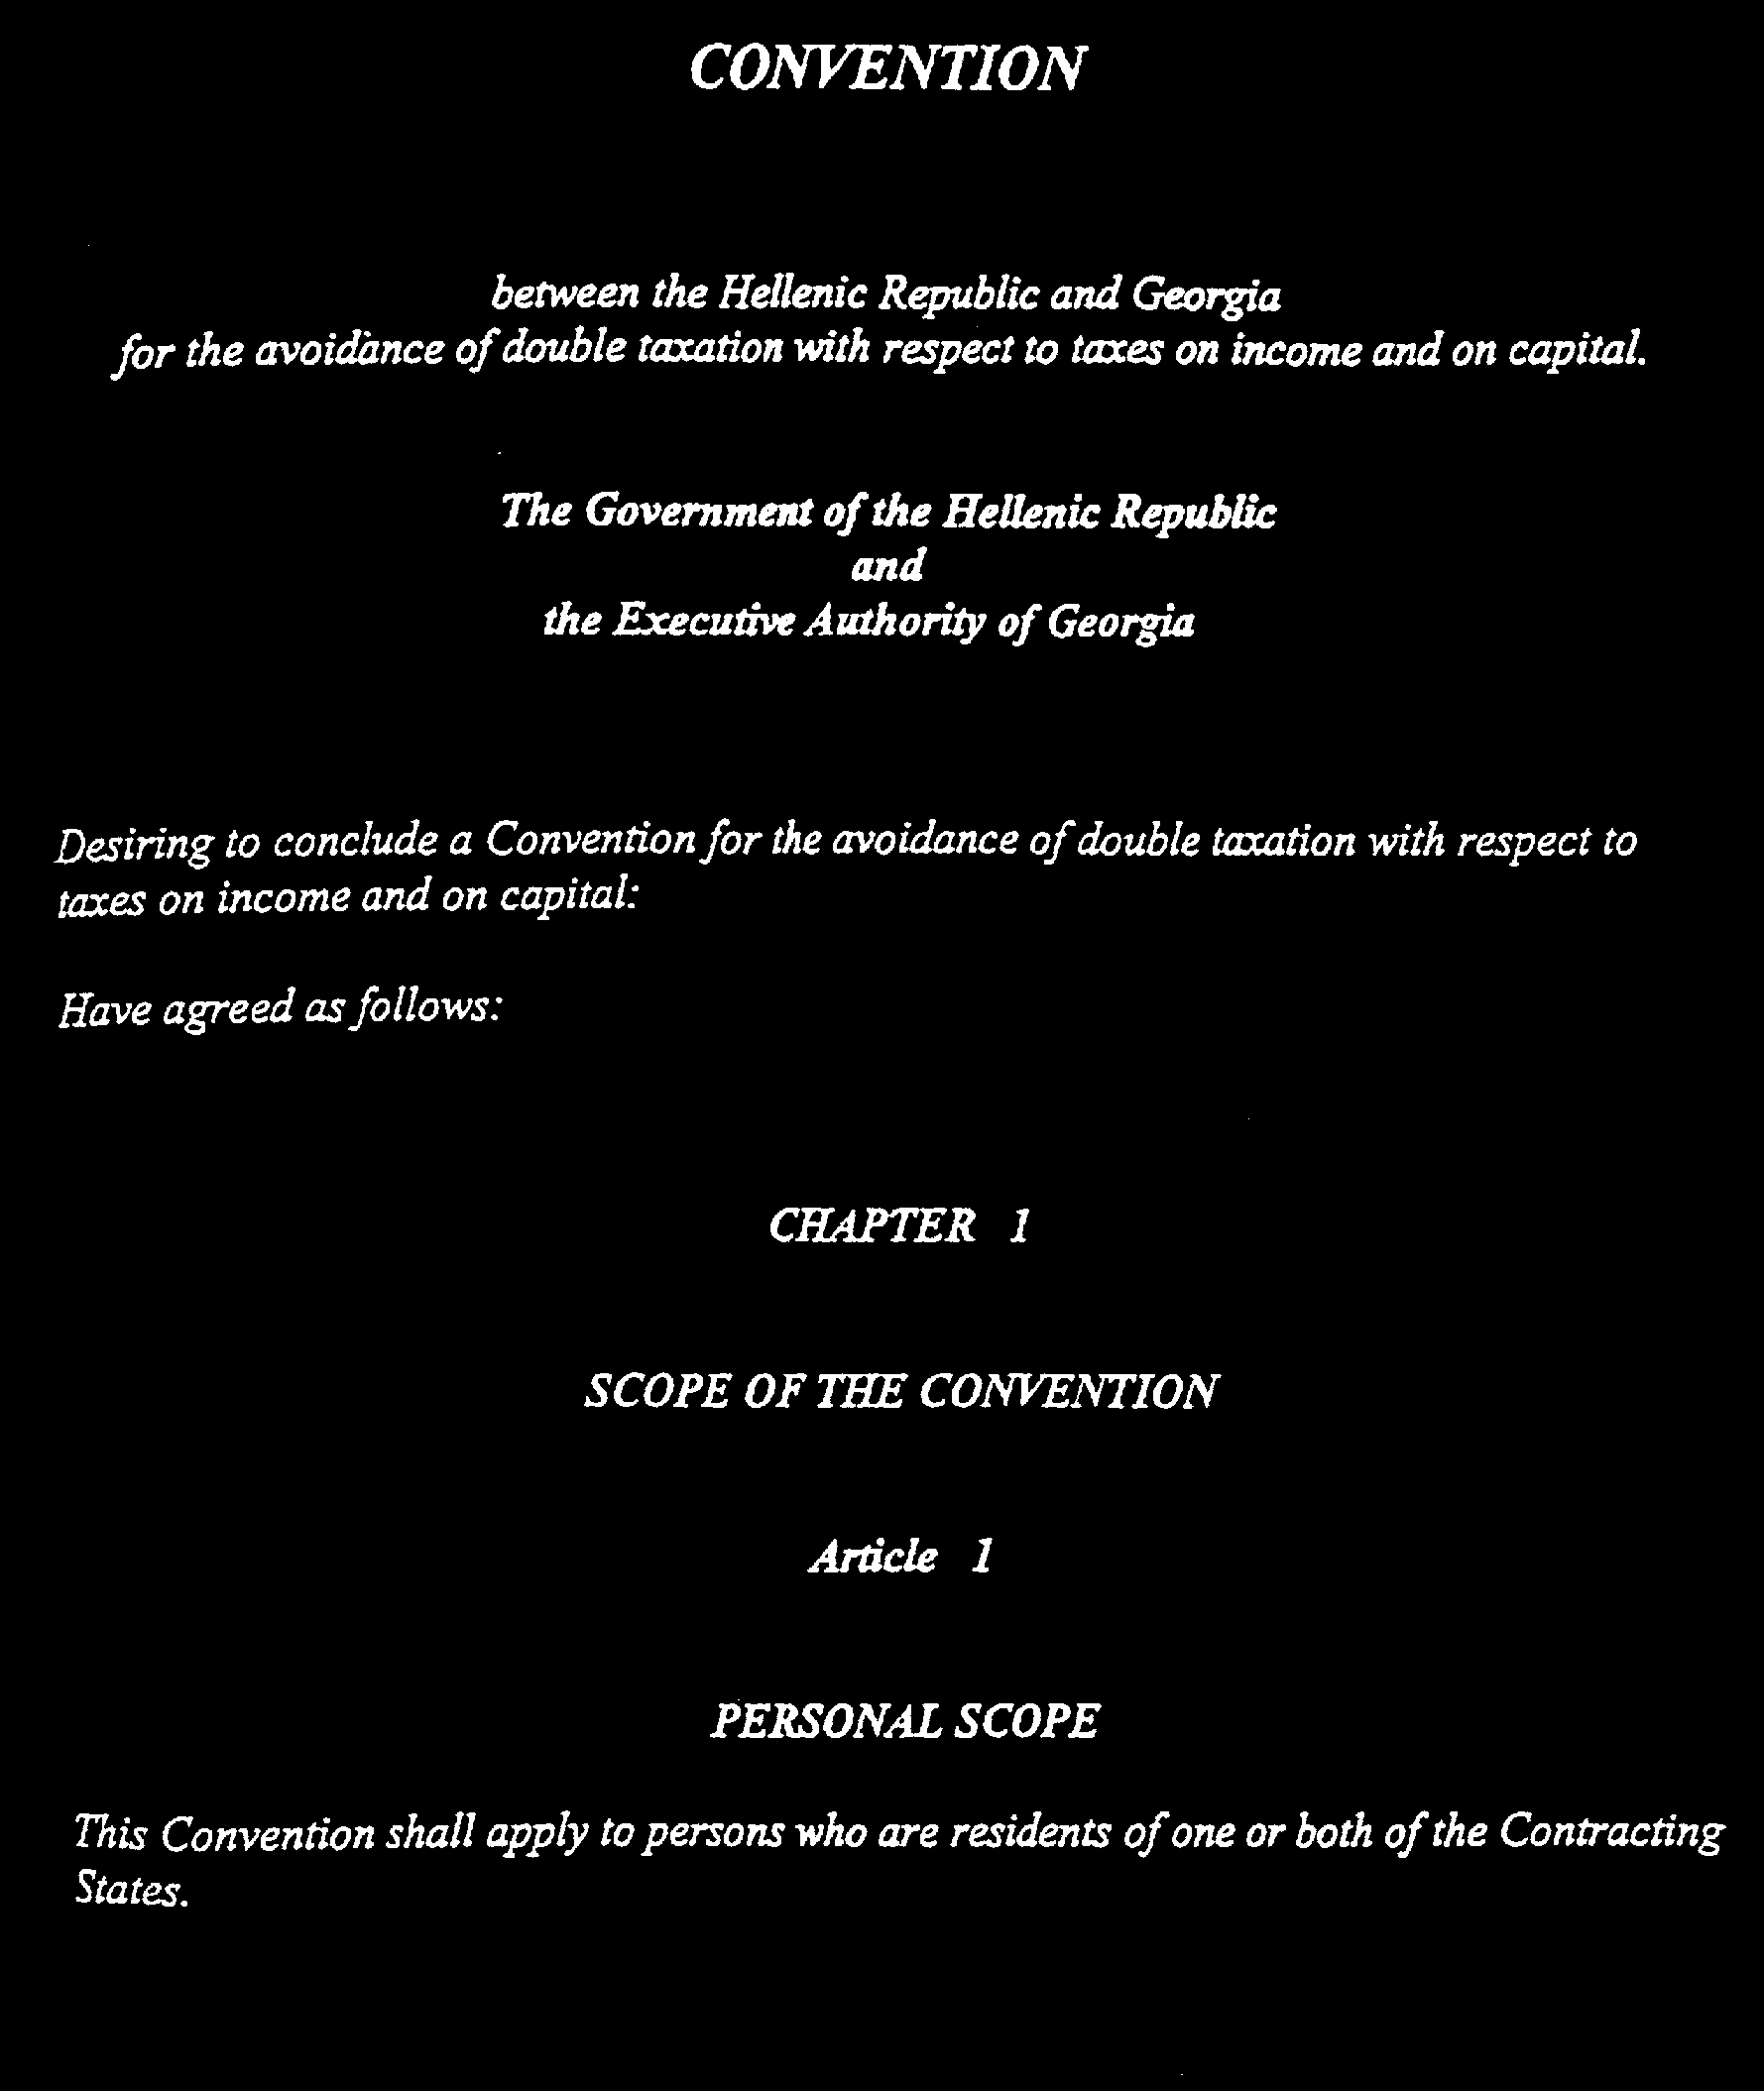 CONVENTION
between the Hellenic Republic and Georgia
for the avoidance of double taxation with respect to taxes on income and on capital.
The Government of the Hellenic Republic
and
the Executive Authority of Georgia
Desiring to conclude a Convention for the avoidance of double taxation with respect to
taxes on income and on capital:
Have agreed as follows:
CHAPTER 1
SCOPE OF THE CONVENTION
Article 1
PERSONAL SCOPE
This Convention shall apply to persons who are residents of one or both of the Contracting
States.